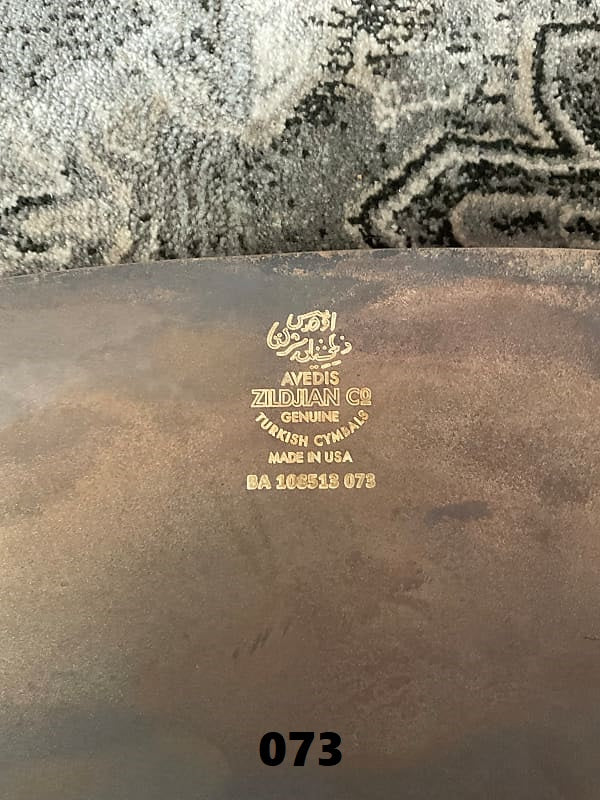 AVEDIS
ZILDJIAN Cº
GENUINE
TURKISH CYMBALS
MADE IN USA
BA 108513 073
073